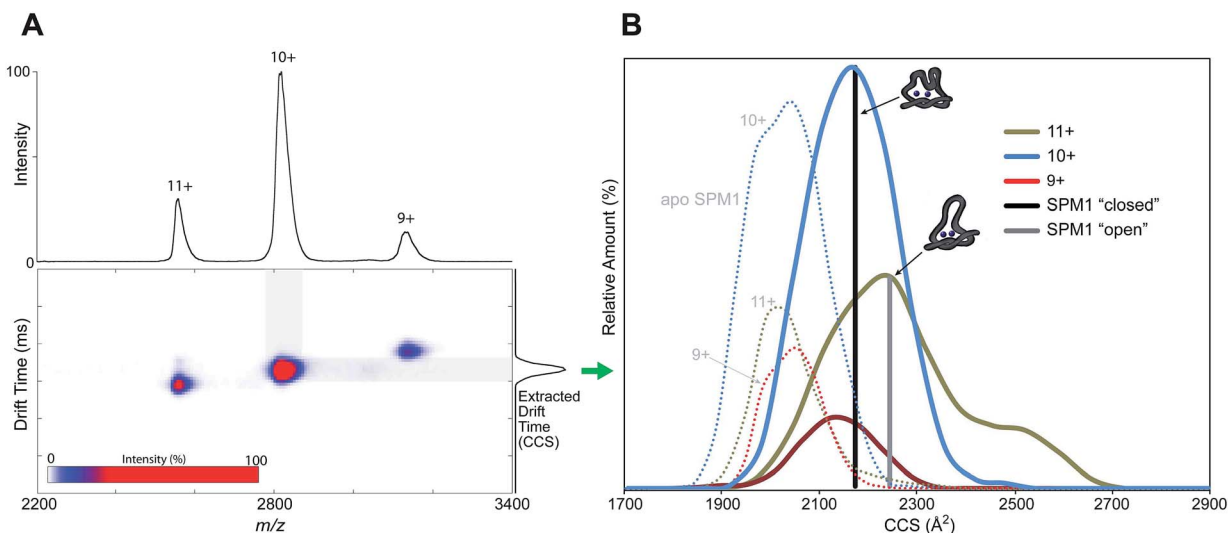 A
100
Intensity
0
11+
10+
9+
Drift Time (ms)
0
Intensity (%)
100
Extracted
Drift
Time
(CCS)
2200
2800
3400
m/z
B
10+
apo SPM1
11+
9+
11+
10+
9+
SPM1 “closed”
SPM1 “open”
Relative Amount (%)
1700
1900
2100
2300
2500
2700
2900
CCS (Å²)